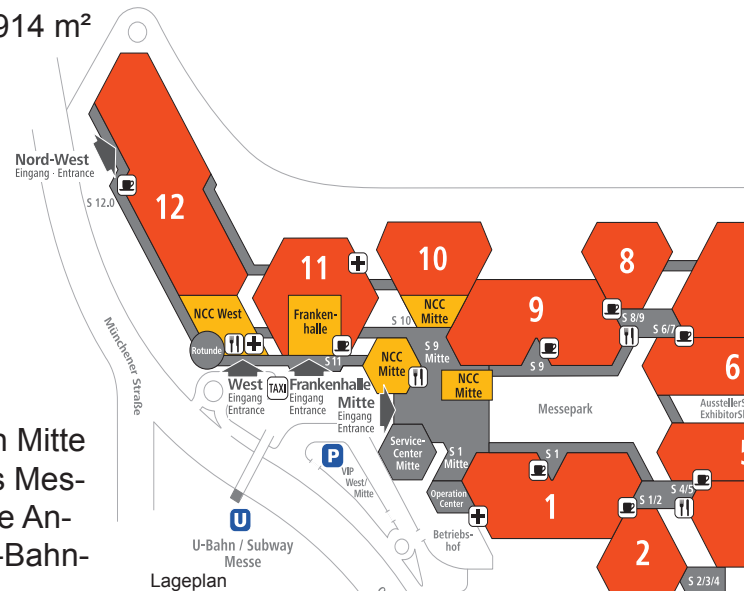 914 m²
Nord-West
Eingang · Entrance
S 12.0
12
11
10
8
9
NCC West
Franken-
halle
NCC
Mitte
S 10
S 8/9
S 6/7
Rotunde
S 11
S 9
Mitte
S 9
6
NCC
Mitte
NCC
Mitte
West
Eingang
Entrance
TAXI
Frankenhalle
Eingang
Entrance
Mitte
Eingang
Entrance
Münchener Straße
Messepark
AusstellerS
ExhibitorS
Service-
Center
Mitte
S 1
Mitte
S 1
P
VIP
West/
Mitte
Operation
Center
1
S 1/2
S 4/5
Betriebs-
hof
2
S 2/3/4
U
U-Bahn / Subway
Messe
n Mitte
s Mes-
e An-
-Bahn-
Lageplan